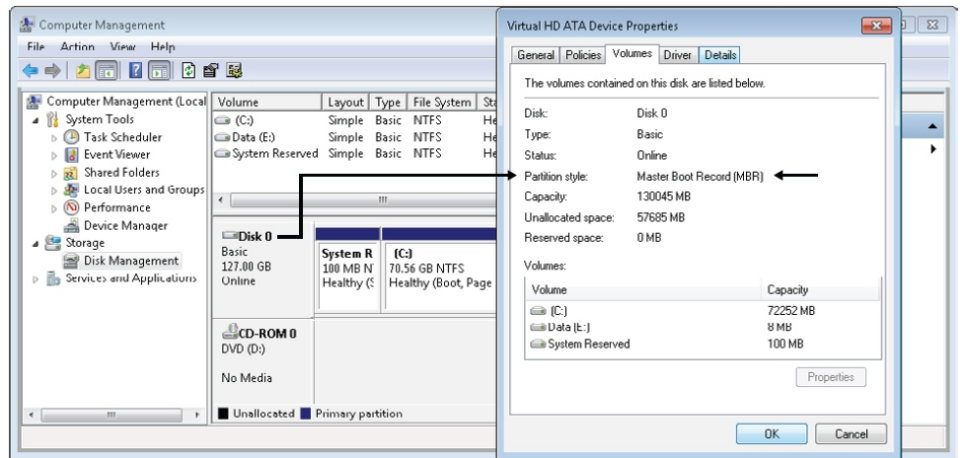 Computer Management
File Action View Help
Computer Management (Local
System Tools
Task Scheduler
Event Viewer
Shared Folders
Local Users and Groups
Performance
Device Manager
Storage
Disk Management
Services and Applications
Volume Layout Type File System Sta
(C:) Simple Basic NTFS He
Data (E:) Simple Basic NTFS He
System Reserved Simple Basic NTFS He
Disk 0
Basic
127.00 GB
Online
System R
100 MB N
Healthy (S
(C:)
70.56 GB NTFS
Healthy (Boot, Page
CD-ROM 0
DVD (D:)
No Media
Unallocated Primary partition
Virtual HD ATA Device Properties
General Policies Volumes Driver Details
The volumes contained on this disk are listed below.
Disk: Disk 0
Type: Basic
Status: Online
Partition style: Master Boot Record (MBR)
Capacity: 130045 MB
Unallocated space: 57685 MB
Reserved space: 0 MB
Volumes:
Volume Capacity
(C:) 72252 MB
Data (E:) 8 MB
System Reserved 100 MB
Properties
OK Cancel